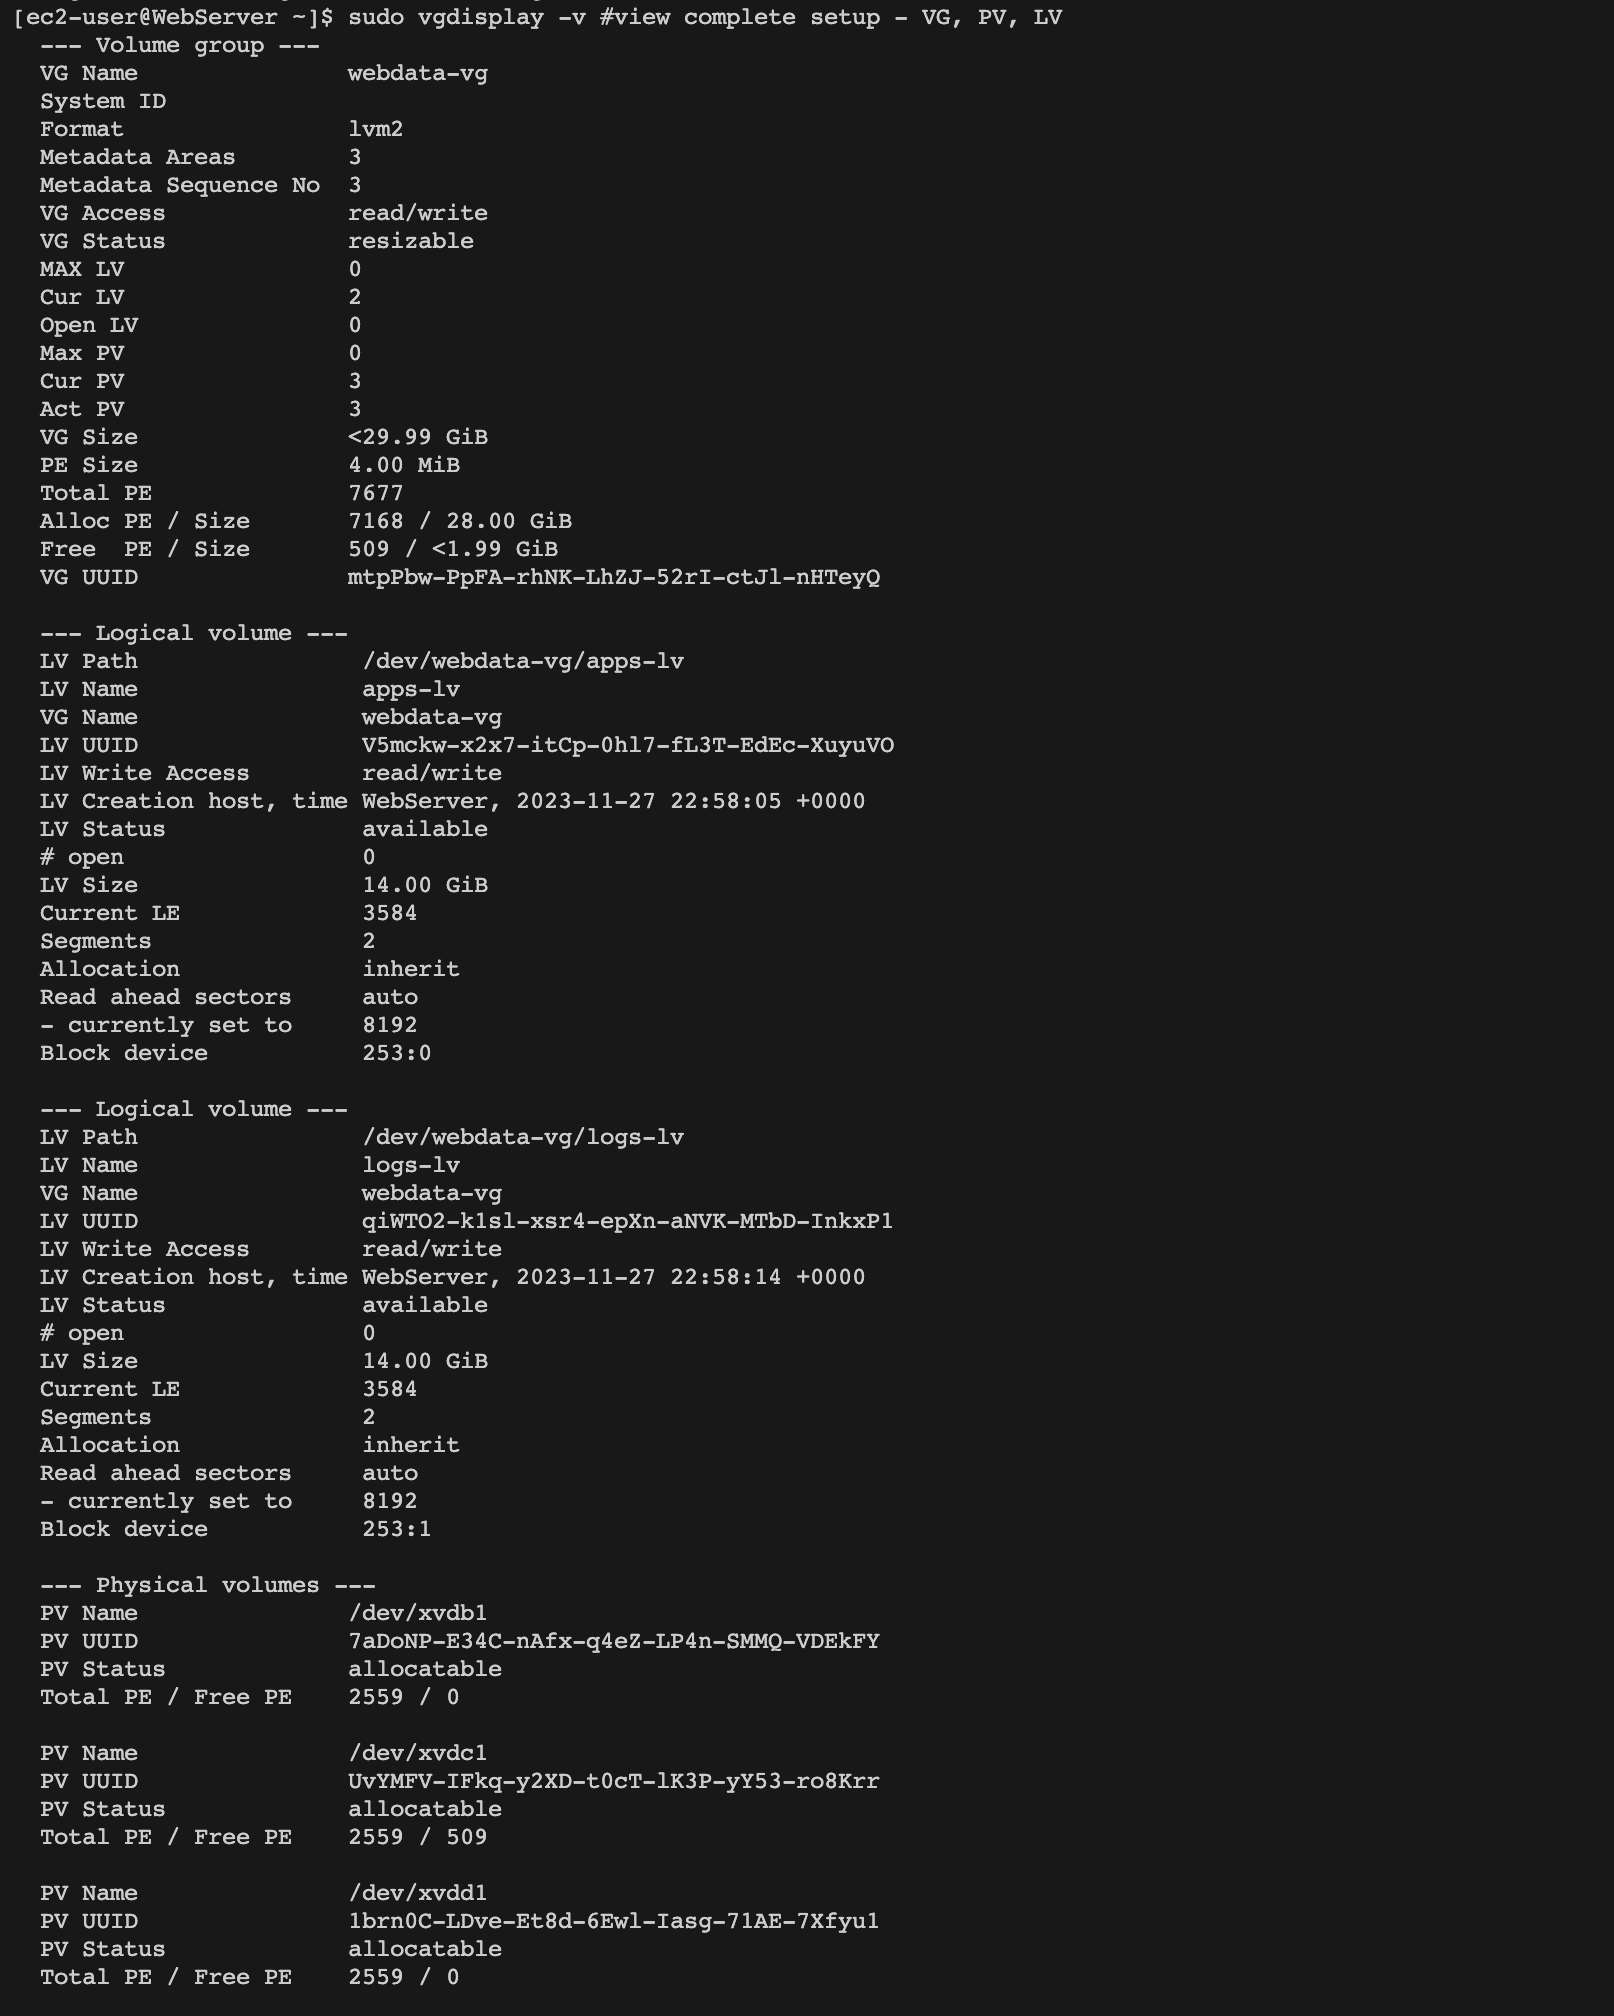 [ec2-user@WebServer ~]$ sudo vgdisplay -v #view complete setup - VG, PV, LV
--- Volume group ---
VG Name webdata-vg
System ID
Format lvm2
Metadata Areas 3
Metadata Sequence No 3
VG Access read/write
VG Status resizable
MAX LV 0
Cur LV 2
Open LV 0
Max PV 0
Cur PV 3
Act PV 3
VG Size <29.99 GiB
PE Size 4.00 MiB
Total PE 7677
Alloc PE / Size 7168 / 28.00 GiB
Free  PE / Size 509 / <1.99 GiB
VG UUID mtpPbw-PpFA-rhNK-LhZJ-52rI-ctJl-nHTeyQ
--- Logical volume ---
LV Path /dev/webdata-vg/apps-lv
LV Name apps-lv
VG Name webdata-vg
LV UUID V5mckw-x2x7-itCp-0hl7-fL3T-EdEc-XuyuVO
LV Write Access read/write
LV Creation host, time WebServer, 2023-11-27 22:58:05 +0000
LV Status available
# open 0
LV Size 14.00 GiB
Current LE 3584
Segments 2
Allocation inherit
Read ahead sectors auto
- currently set to 8192
Block device 253:0
--- Logical volume ---
LV Path /dev/webdata-vg/logs-lv
LV Name logs-lv
VG Name webdata-vg
LV UUID qiWTO2-k1sl-xsr4-epXn-aNVK-MTbD-InkxP1
LV Write Access read/write
LV Creation host, time WebServer, 2023-11-27 22:58:14 +0000
LV Status available
# open 0
LV Size 14.00 GiB
Current LE 3584
Segments 2
Allocation inherit
Read ahead sectors auto
- currently set to 8192
Block device 253:1
--- Physical volumes ---
PV Name /dev/xvdb1
PV UUID 7aDoNP-E34C-nAfx-q4eZ-LP4n-SMMQ-VDEkFY
PV Status allocatable
Total PE / Free PE 2559 / 0
PV Name /dev/xvdc1
PV UUID UvYMFV-IFkq-y2XD-t0cT-lK3P-yY53-ro8Krr
PV Status allocatable
Total PE / Free PE 2559 / 509
PV Name /dev/xvdd1
PV UUID 1brn0C-LDve-Et8d-6Ewl-Iasg-71AE-7Xfyu1
PV Status allocatable
Total PE / Free PE 2559 / 0